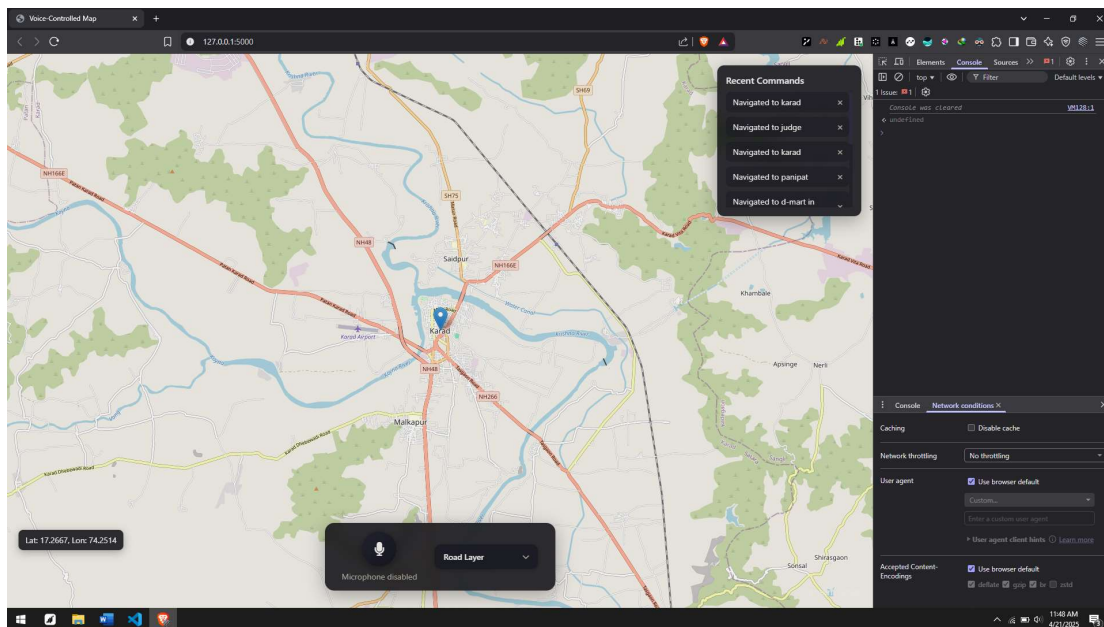 Voice-Controlled Map
127.0.0.1:5000
Elements Console Sources
1
top
Filter
Default levels
1 Issue: 1
Console was cleared VM128:1
undefined
Recent Commands
Navigated to karad
Navigated to judge
Navigated to karad
Navigated to panipat
Navigated to d-mart in
SH69
NH166E
SH75
NH48
NH166E
Saidpur
Khambale
Water Canal
Karad
Karad Airport
Apsinge
Nerli
NH48
NH266
Malkapur
Shirasgaon
Sonsal
Lat: 17.2667, Lon: 74.2514
Microphone disabled
Road Layer
Console Network conditions
Caching Disable cache
Network throttling No throttling
User agent Use browser default
Custom...
Enter a custom user agent
User agent client hints Learn more
Accepted Content-Encodings Use browser default
deflate gzip br zstd
11:48 AM
4/21/2025